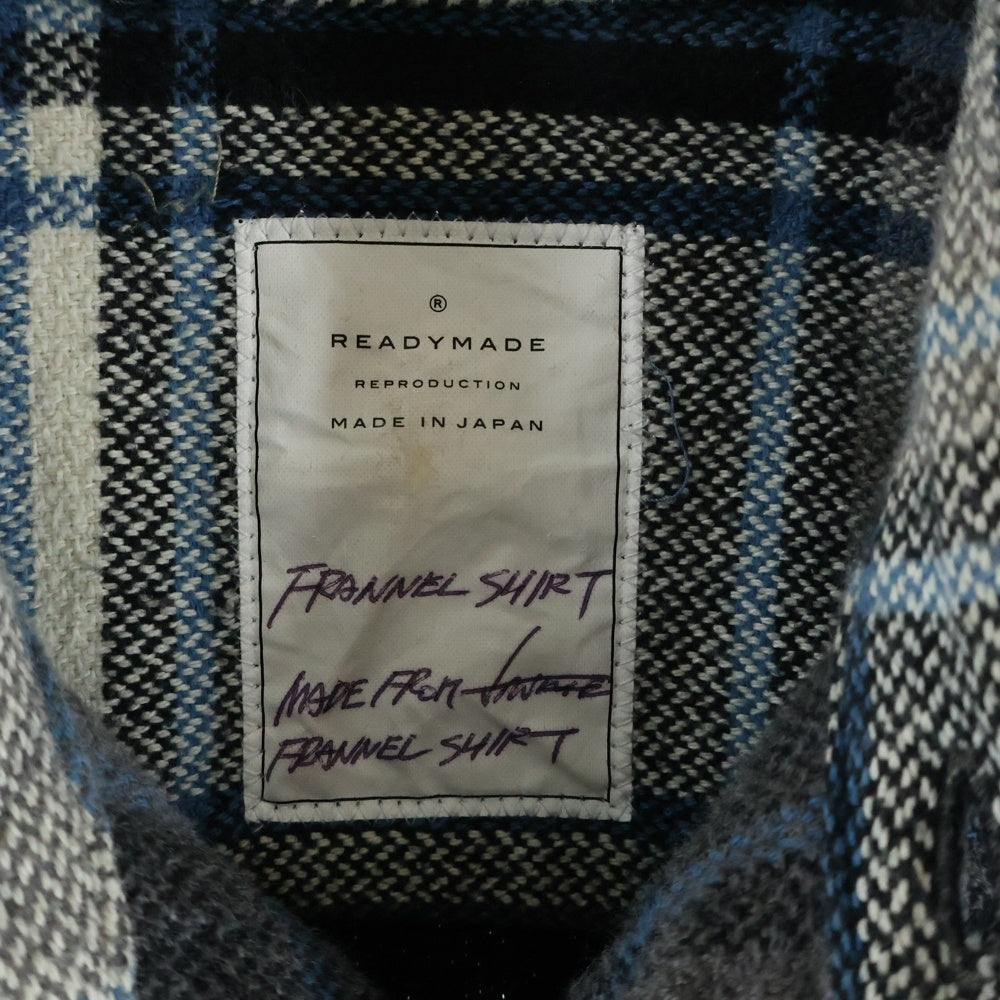 ®
READYMADE
REPRODUCTION
MADE IN JAPAN
FRANNEL SHIRT
MADE FROM
FRANNEL SHIRT